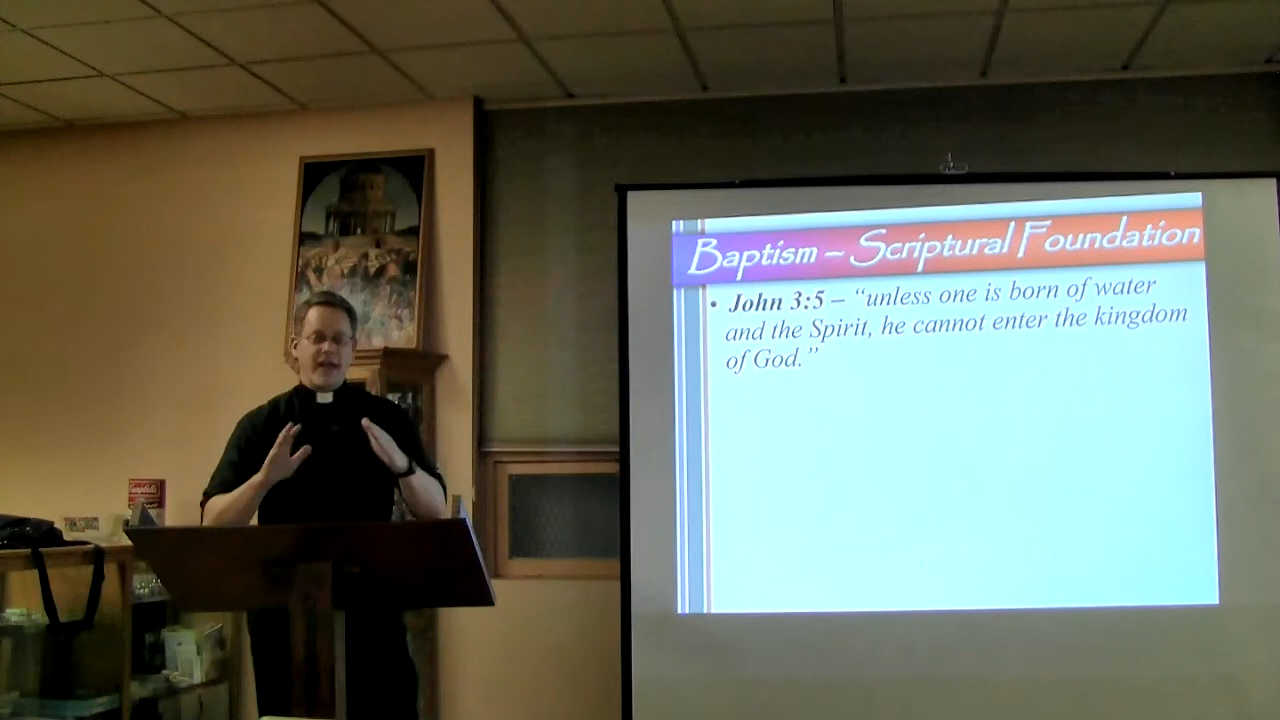 Baptism – Scriptural Foundation
• John 3:5 – “unless one is born of water
and the Spirit, he cannot enter the kingdom
of God.”
Campbell's